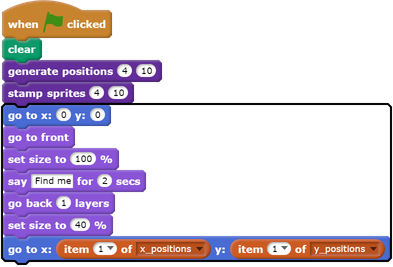 when clicked
clear
generate positions 4 10
stamp sprites 4 10
go to x: 0 y: 0
go to front
set size to 100 %
say Find me for 2 secs
go back 1 layers
set size to 40 %
go to x: item 1 of x_positions y: item 1 of y_positions